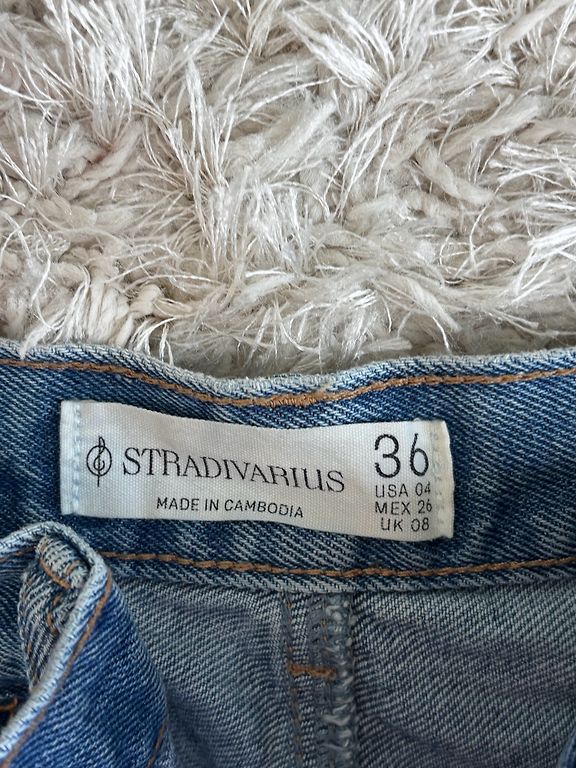 STRADIVARIUS
MADE IN CAMBODIA
36
USA 04
MEX 26
UK 08